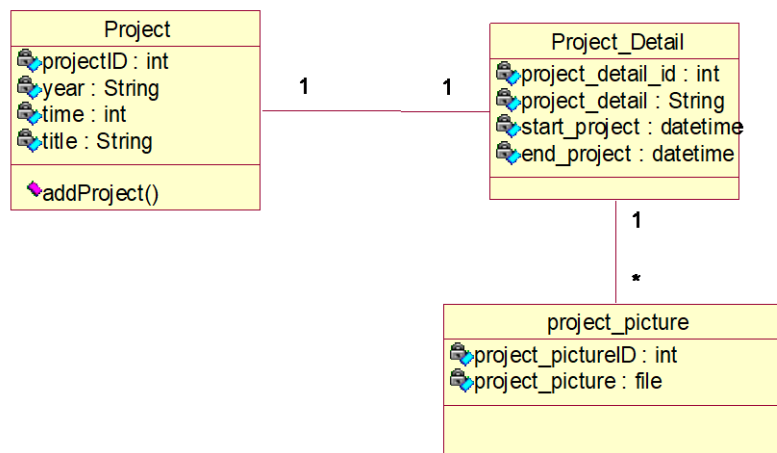 Project
projectID : int
year : String
time : int
title : String
addProject()
1
1
Project_Detail
project_detail_id : int
project_detail : String
start_project : datetime
end_project : datetime
1
*
project_picture
project_pictureID : int
project_picture : file